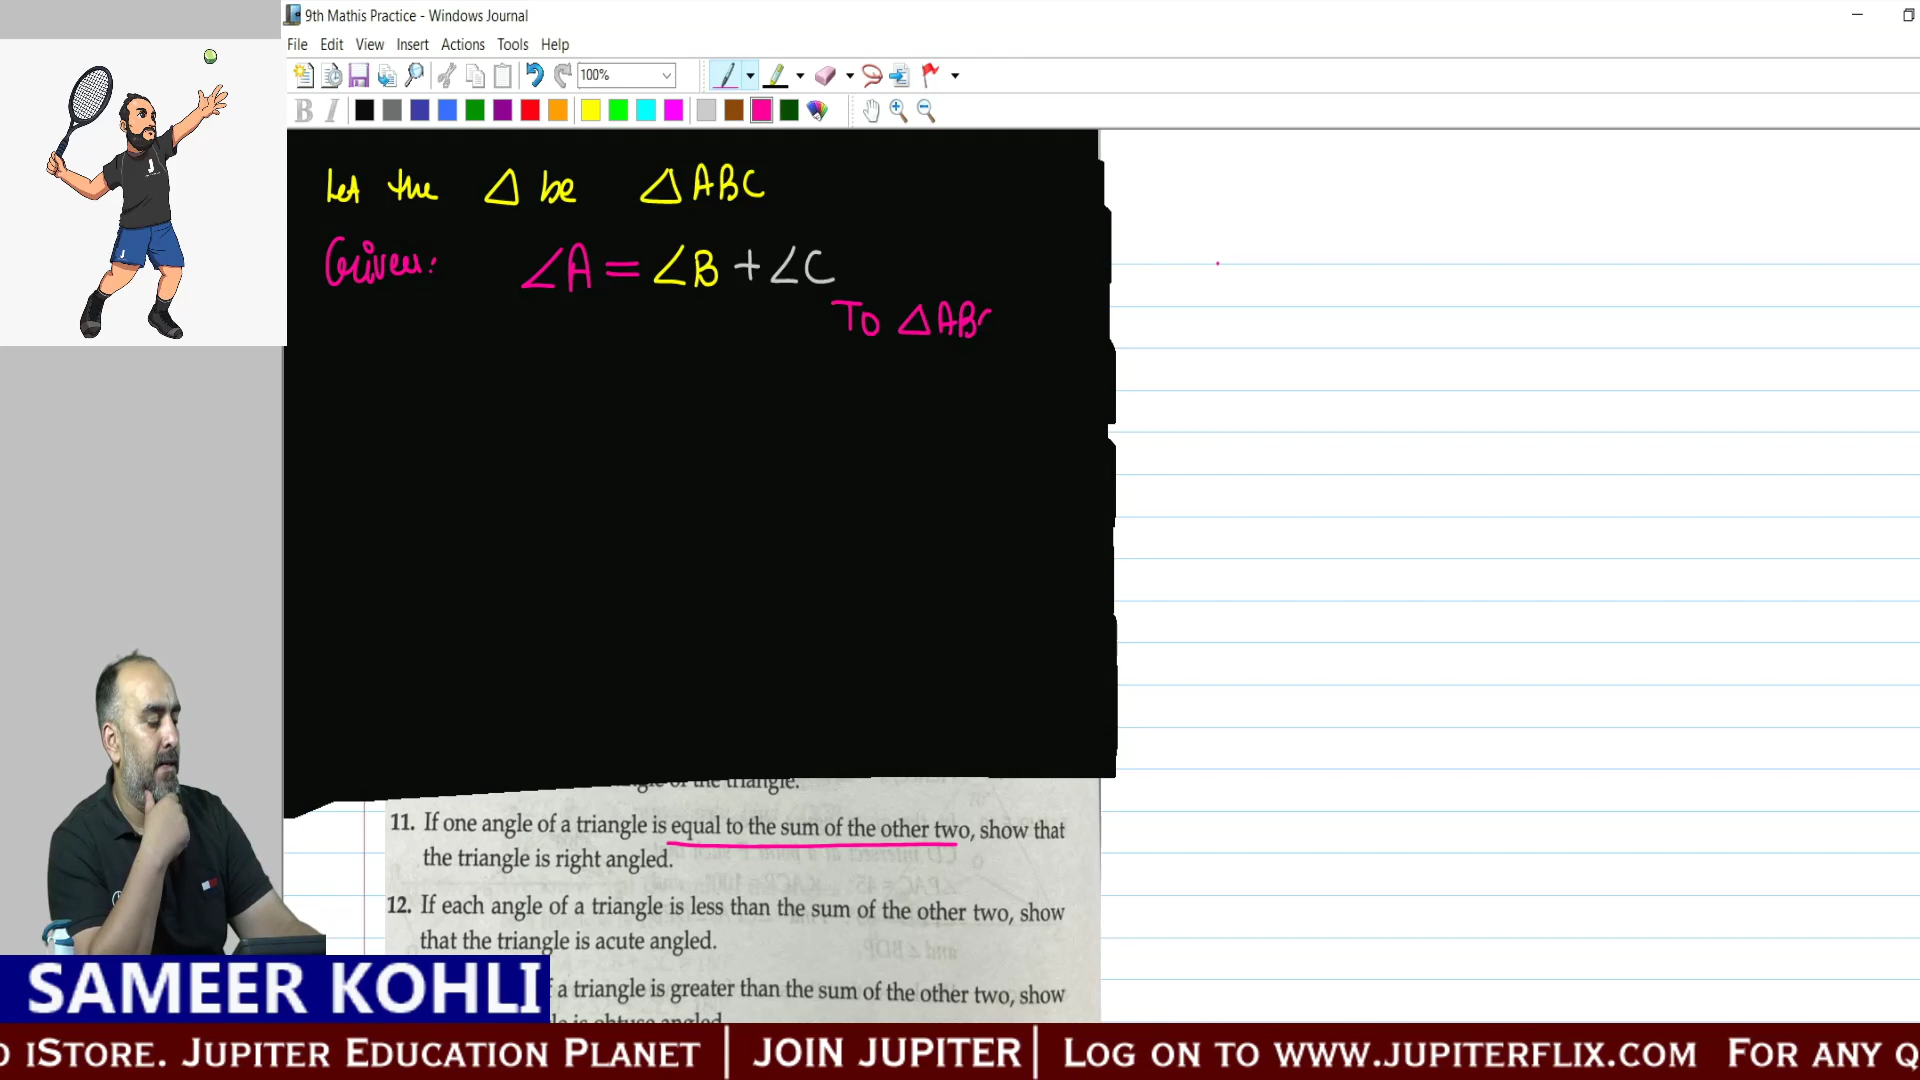 9th Mathis Practice - Windows Journal
File Edit View Insert Actions Tools Help
100%
B I
Let the △ be △ABC
Given: ∠A = ∠B + ∠C
To △ABC
of the triangle.
11. If one angle of a triangle is equal to the sum of the other two, show that
the triangle is right angled.
12. If each angle of a triangle is less than the sum of the other two, show
that the triangle is acute angled.
a triangle is greater than the sum of the other two, show
SAMEER KOHLI
iStore. Jupiter Education Planet | JOIN JUPITER | Log on to www.jupiterflix.com For any Q